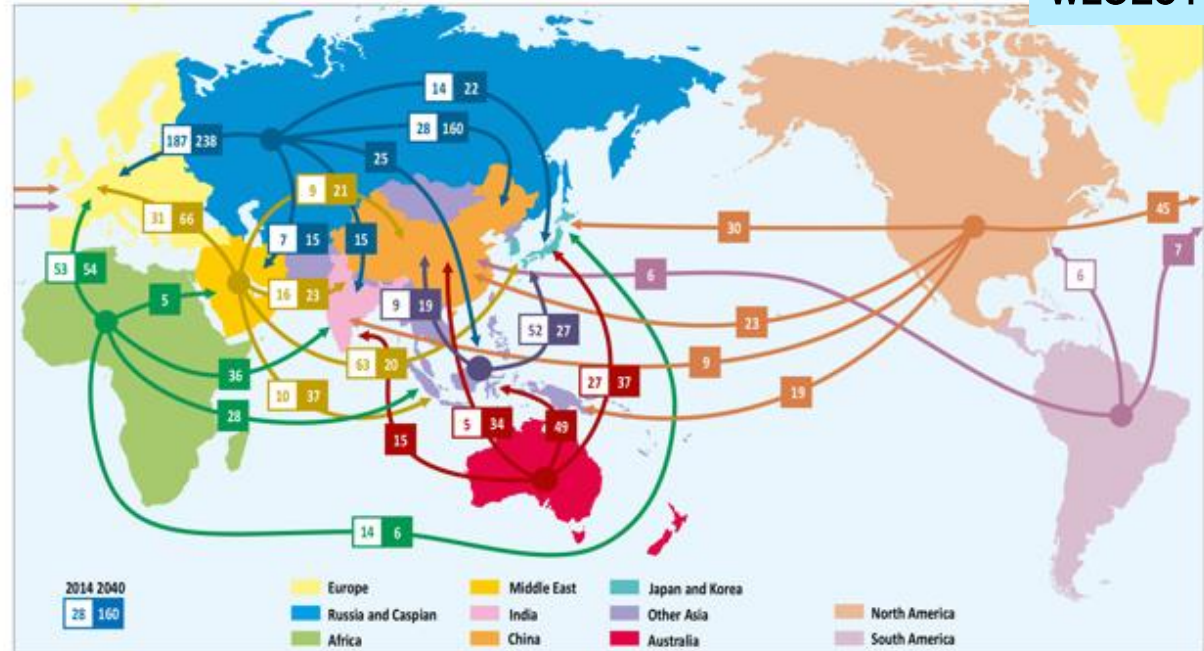 14 22
187 238
28 160
25
9 21
31 66
7 15
15
53 54
5
16 23
9 19
52 27
36
63 20
10 37
28
27 37
5 34
49
15
14 6
30
45
6
6
7
23
9
19
2014 2040
28 160
Europe
Russia and Caspian
Africa
Middle East
India
China
Japan and Korea
Other Asia
Australia
North America
South America